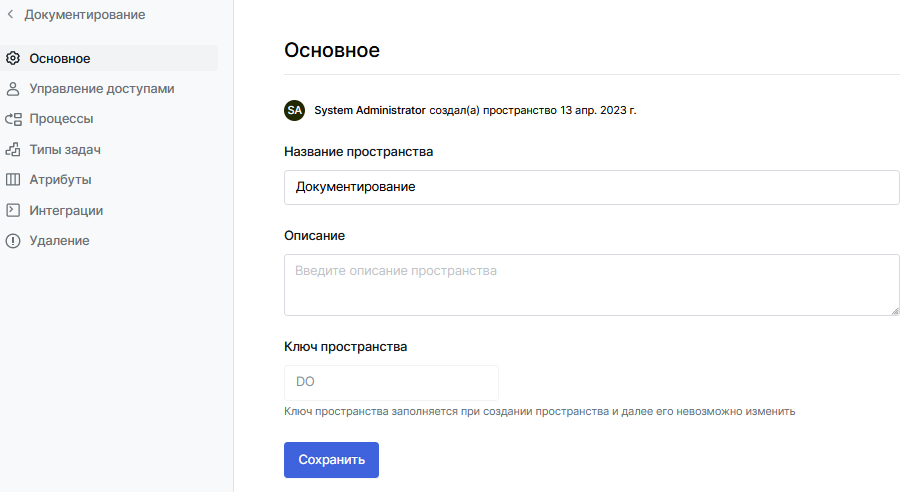 Документирование
Основное
Управление доступами
Процессы
Типы задач
Атрибуты
Интеграции
Удаление
Основное
SA System Administrator создал(а) пространство 13 апр. 2023 г.
Название пространства
Документирование
Описание
Введите описание пространства
Ключ пространства
DO
Ключ пространства заполняется при создании пространства и далее его невозможно изменить
Сохранить